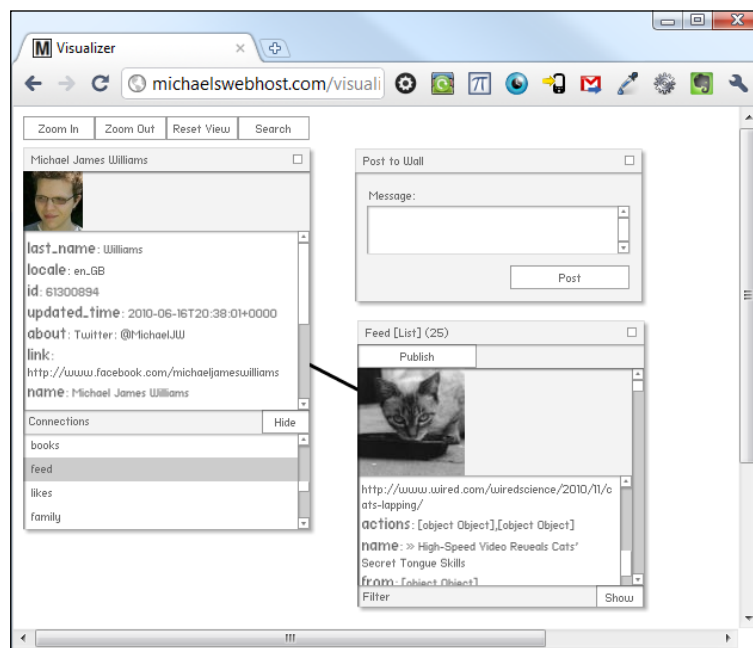 M Visualizer
michaelswebhost.com/visuali
Zoom In Zoom Out Reset View Search
Michael James Williams
last_name: Williams
locale: en_GB
id: 61300894
updated_time: 2010-06-16T20:38:01+0000
about: Twitter: @MichaelJW
link:
http://www.facebook.com/michaeljameswilliams
name: Michael James Williams
Connections Hide
books
feed
likes
family
Post to Wall
Message:
Post
Feed [List] (25)
Publish
http://www.wired.com/wiredscience/2010/11/c
ats-lapping/
actions: [object Object],[object Object]
name: » High-Speed Video Reveals Cats'
Secret Tongue Skills
from: [object Object]
Filter Show